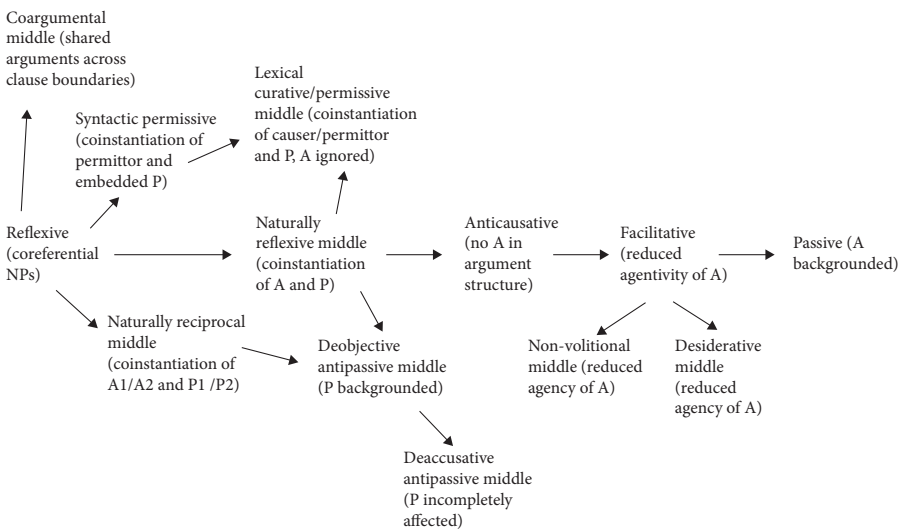 Coargumental
middle (shared
arguments across
clause boundaries)
Syntactic permissive
(coinstantiation of
permittor and
embedded P)
Lexical
curative/permissive
middle (coinstantiation
of causer/permittor
and P, A ignored)
Reflexive
(coreferential
NPs)
Naturally
reflexive middle
(coinstantiation
of A and P)
Anticausative
(no A in
argument
structure)
Facilitative
(reduced
agentivity of A)
Passive (A
backgrounded)
Naturally reciprocal
middle
(coinstantiation of
A1/A2 and P1 /P2)
Deobjective
antipassive middle
(P backgrounded)
Non-volitional
middle (reduced
agency of A)
Desiderative
middle
(reduced
agency of A)
Deaccusative
antipassive middle
(P incompletely
affected)